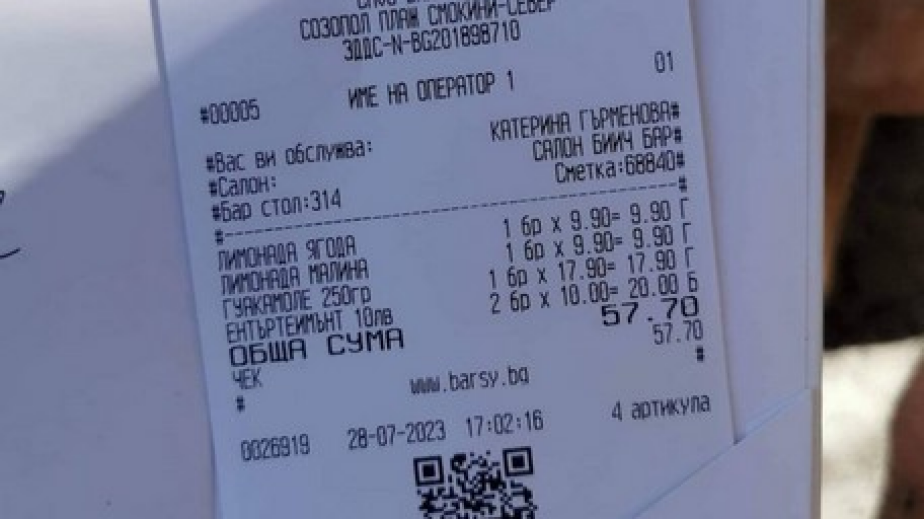 СОЗОПОЛ ПЛАЖ СМОКИНИ-СЕВЕР
ЗДДС-N-BG201898710
#00005 ИМЕ НА ОПЕРАТОР 1 01
#Вас ви обслужва: КАТЕРИНА ГЪРМЕНОВА#
#Салон: САЛОН БИИЧ БАР#
#Бар стол:314 Сметка:68840#
#----------------------------------#
ЛИМОНАДА ЯГОДА 1 бр x 9.90= 9.90 Г
ЛИМОНАДА МАЛИНА 1 бр x 9.90= 9.90 Г
ГУАКАМОЛЕ 250гр 1 бр x 17.90= 17.90 Г
ЕНТЪРТЕИМЪНТ 10лв 2 бр x 10.00= 20.00 Б
ОБЩА СУМА 57.70
ЧЕК 57.70
# #
www.barsy.bg
0026919 28-07-2023 17:02:16 4 артикула